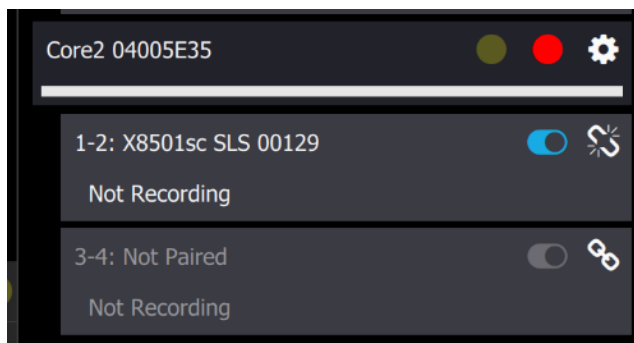 Core2 04005E35
1-2: X8501sc SLS 00129
Not Recording
3-4: Not Paired
Not Recording